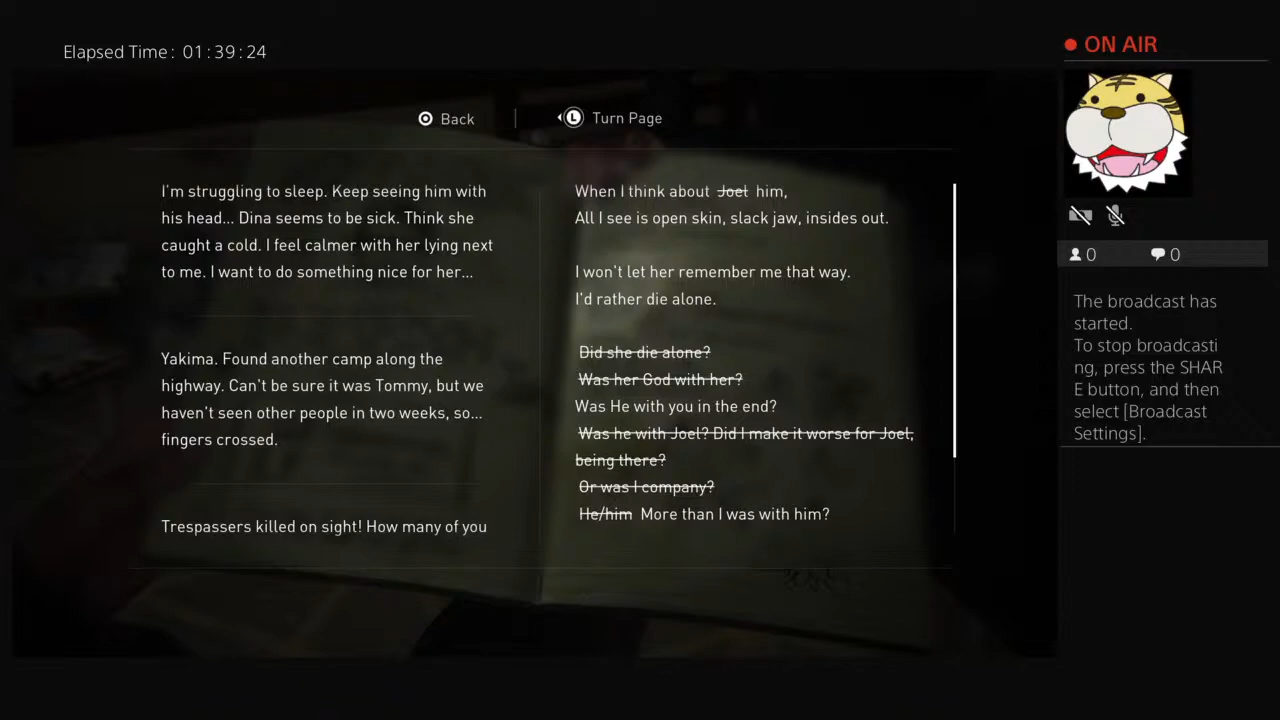 Elapsed Time: 01:39:24
ON AIR
Back
L Turn Page
I'm struggling to sleep. Keep seeing him with
his head... Dina seems to be sick. Think she
caught a cold. I feel calmer with her lying next
to me. I want to do something nice for her...
Yakima. Found another camp along the
highway. Can't be sure it was Tommy, but we
haven't seen other people in two weeks, so...
fingers crossed.
Trespassers killed on sight! How many of you
When I think about Joel him,
All I see is open skin, slack jaw, insides out.
I won't let her remember me that way.
I'd rather die alone.
Did she die alone?
Was her God with her?
Was He with you in the end?
Was he with Joel? Did I make it worse for Joel,
being there?
Or was I company?
He/him More than I was with him?
0
0
The broadcast has
started.
To stop broadcasti
ng, press the SHAR
E button, and then
select [Broadcast
Settings].